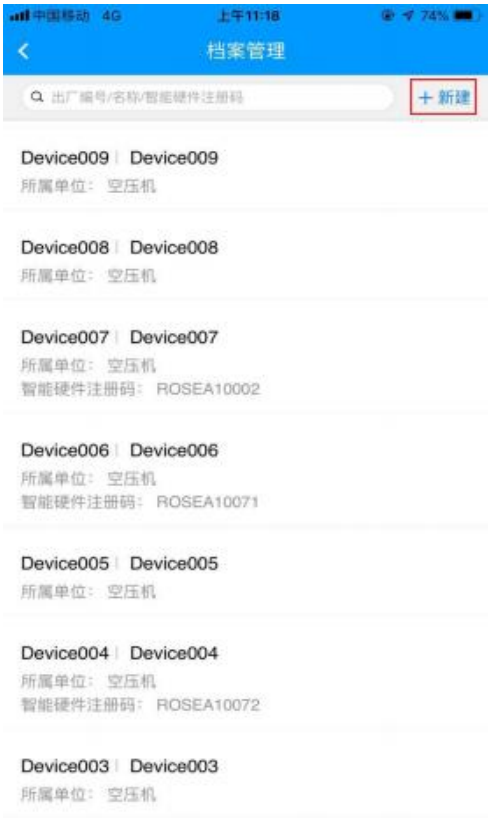 中国移动 4G 上午11:18 74%
档案管理
出厂编号/名称/智能硬件注册码 + 新建
Device009 | Device009
所属单位： 空压机
Device008 | Device008
所属单位： 空压机
Device007 | Device007
所属单位： 空压机
智能硬件注册码： ROSEA10002
Device006 | Device006
所属单位： 空压机
智能硬件注册码： ROSEA10071
Device005 | Device005
所属单位： 空压机
Device004 | Device004
所属单位： 空压机
智能硬件注册码： ROSEA10072
Device003 | Device003
所属单位： 空压机